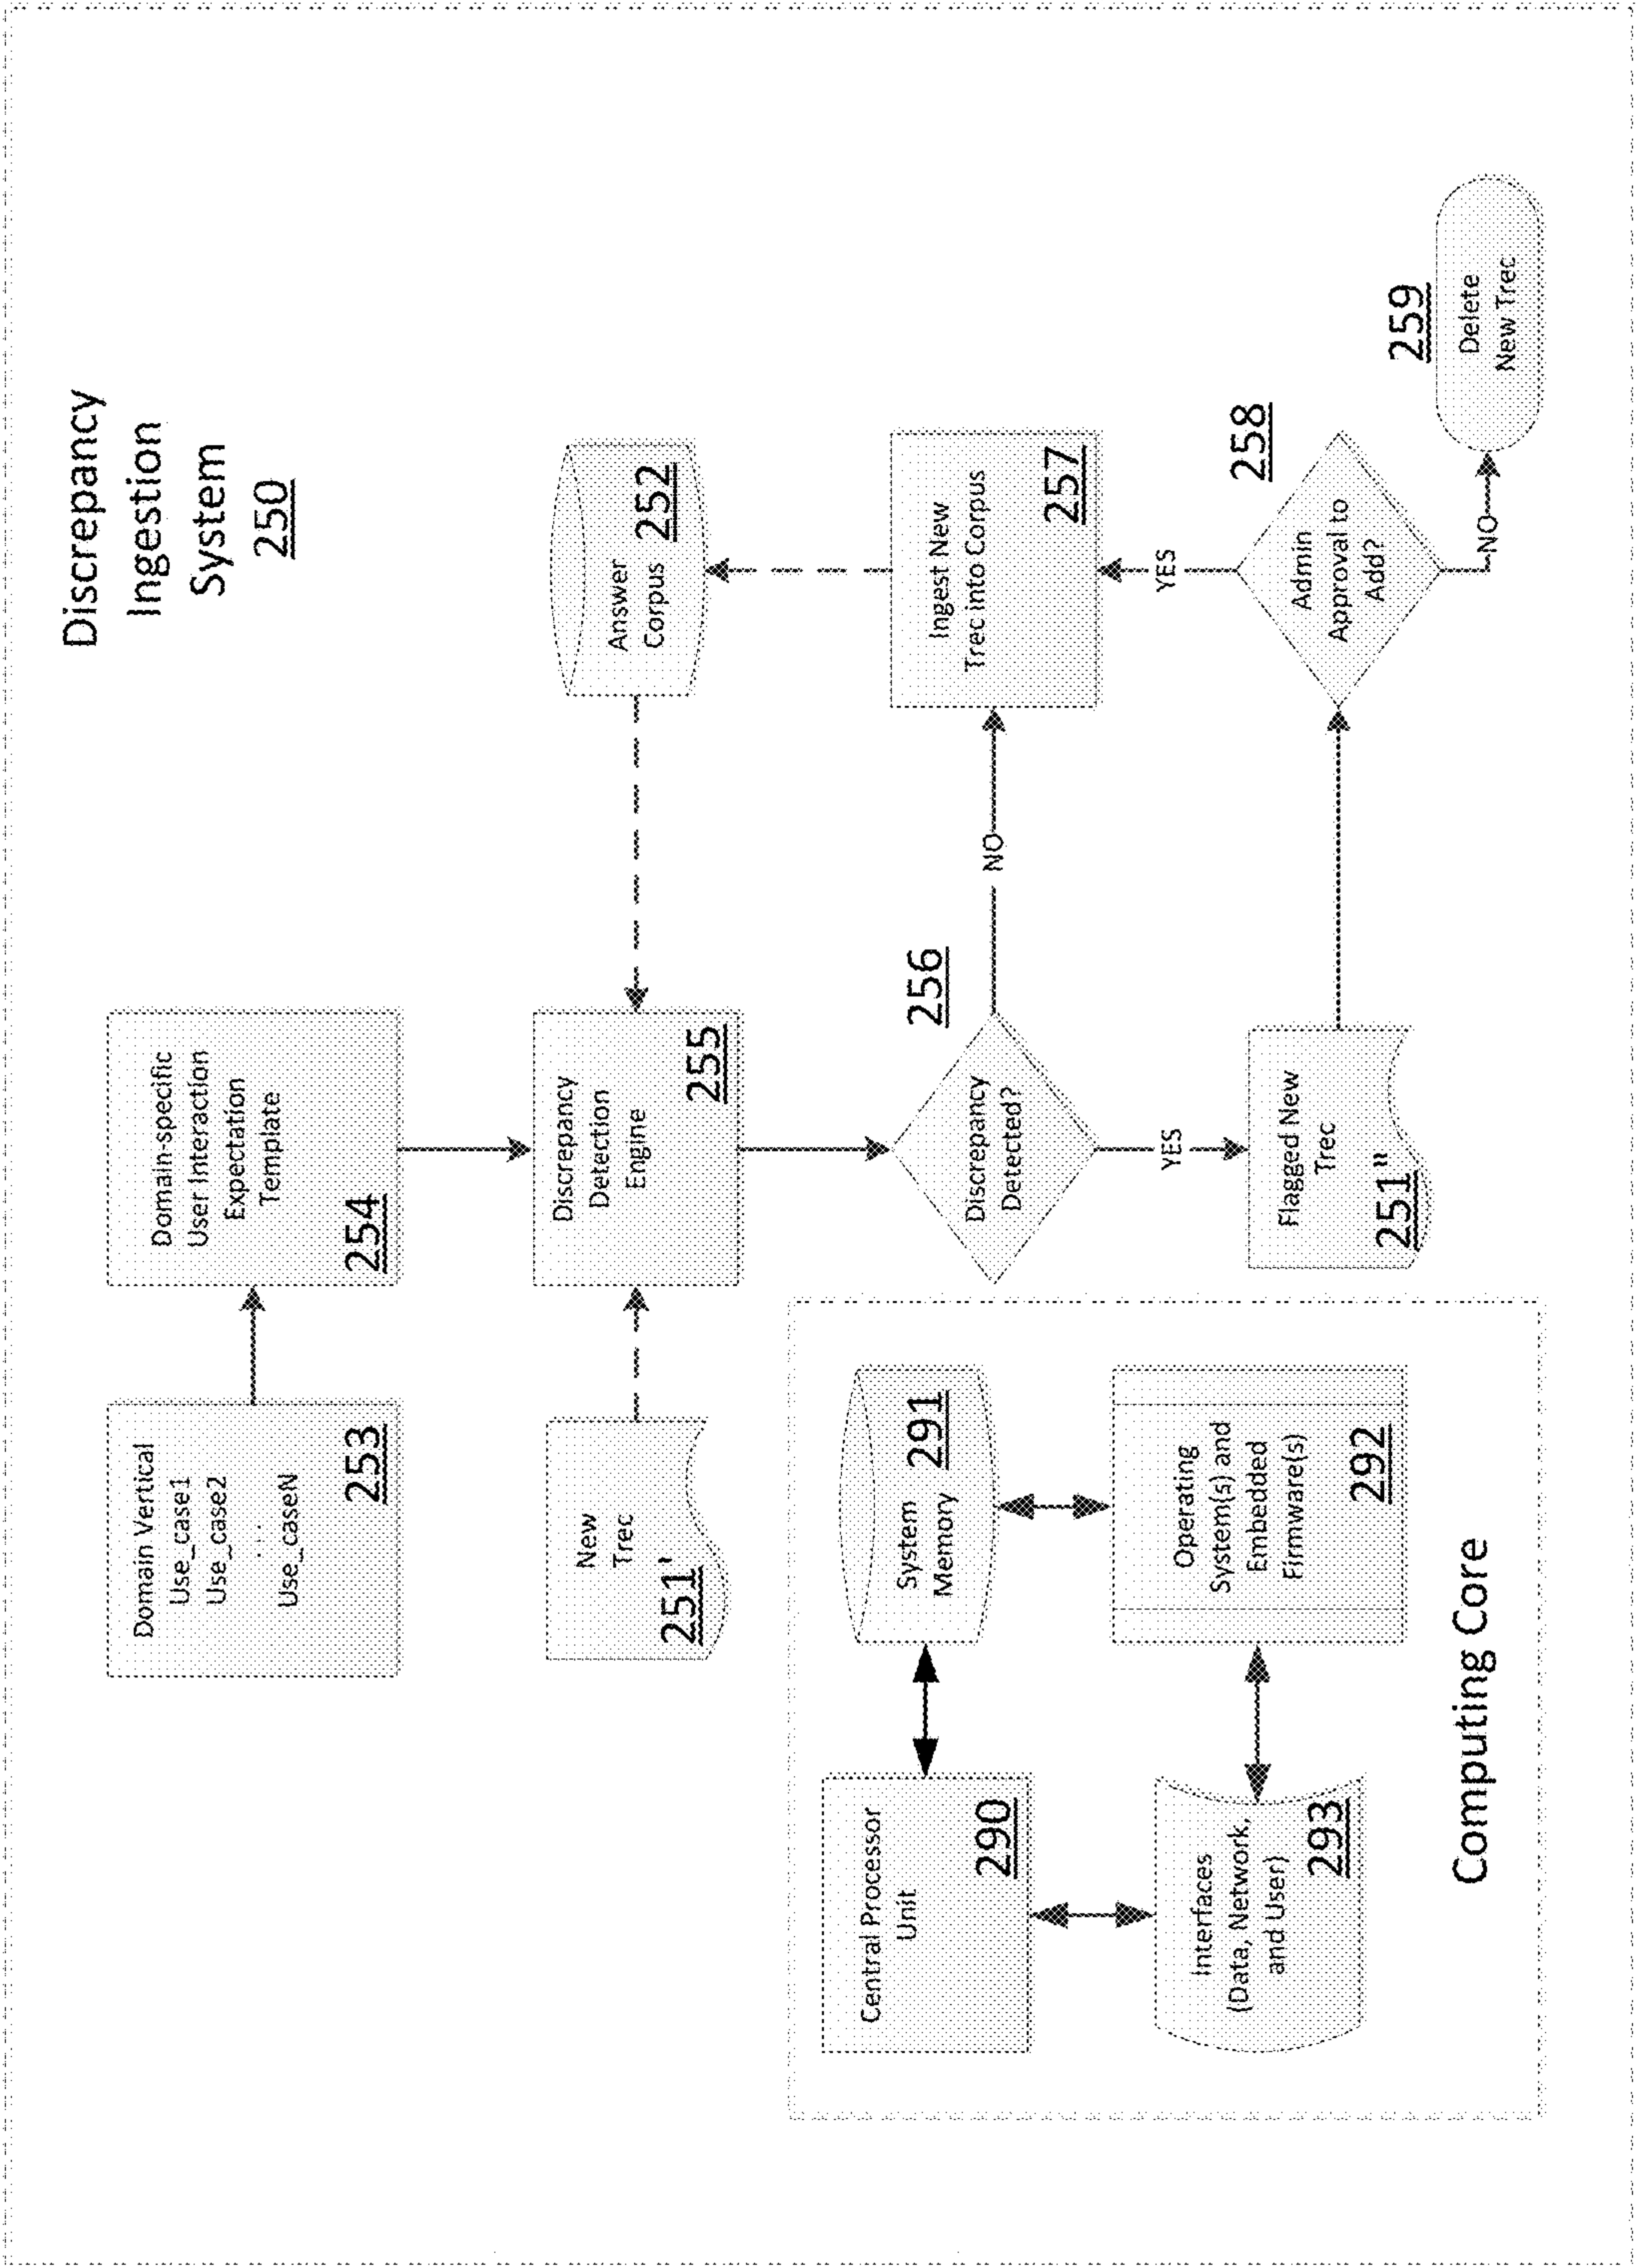 Discrepancy
Ingestion
System
250
Domain Vertical
Use_case1
Use_case2
...
Use_caseN
253
Domain-specific
User Interaction
Expectation
Template
254
New
Trec
251'
Discrepancy
Detection
Engine
255
Answer
Corpus
252
Discrepancy
Detected?
256
NO
Ingest New
Trec into Corpus
257
YES
Flagged New
Trec
251"
YES
Admin
Approval to
Add?
258
NO
Delete
New Trec
259
Central Processor
Unit
290
System
Memory
291
Interfaces
(Data, Network,
and User)
293
Operating
System(s) and
Embedded
Firmware(s)
292
Computing Core